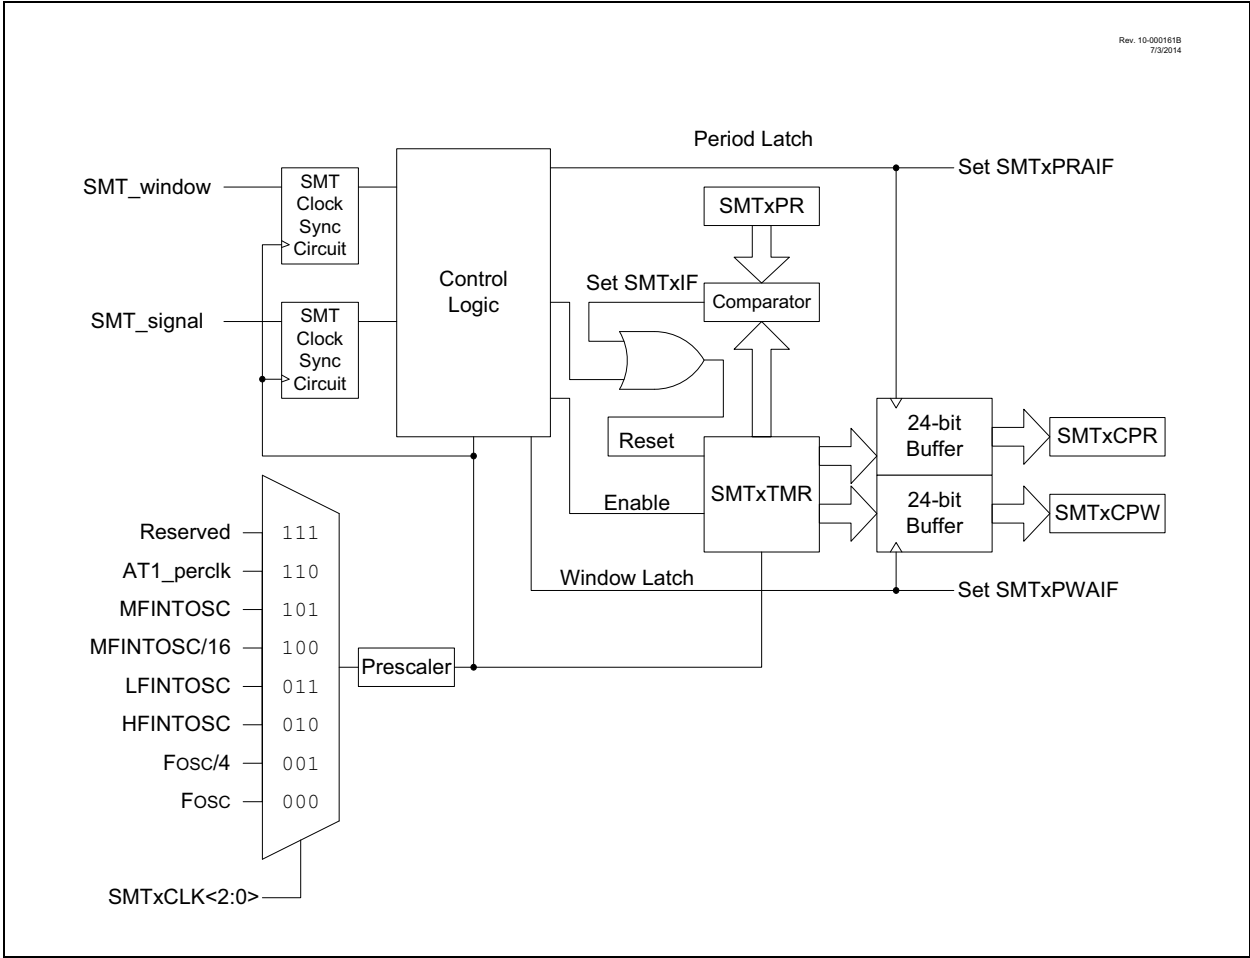 Rev. 10-000161B
7/3/2014
Period Latch
SMT_window
SMT
Clock
Sync
Circuit
Set SMTxPRAIF
SMTxPR
Control
Logic
Set SMTxIF
Comparator
SMT_signal
SMT
Clock
Sync
Circuit
Reset
24-bit
Buffer
SMTxCPR
SMTxTMR
Enable
24-bit
Buffer
SMTxCPW
Window Latch
Set SMTxPWAIF
Reserved 111
AT1_perclk 110
MFINTOSC 101
MFINTOSC/16 100
Prescaler
LFINTOSC 011
HFINTOSC 010
FOSC/4 001
FOSC 000
SMTxCLK<2:0>